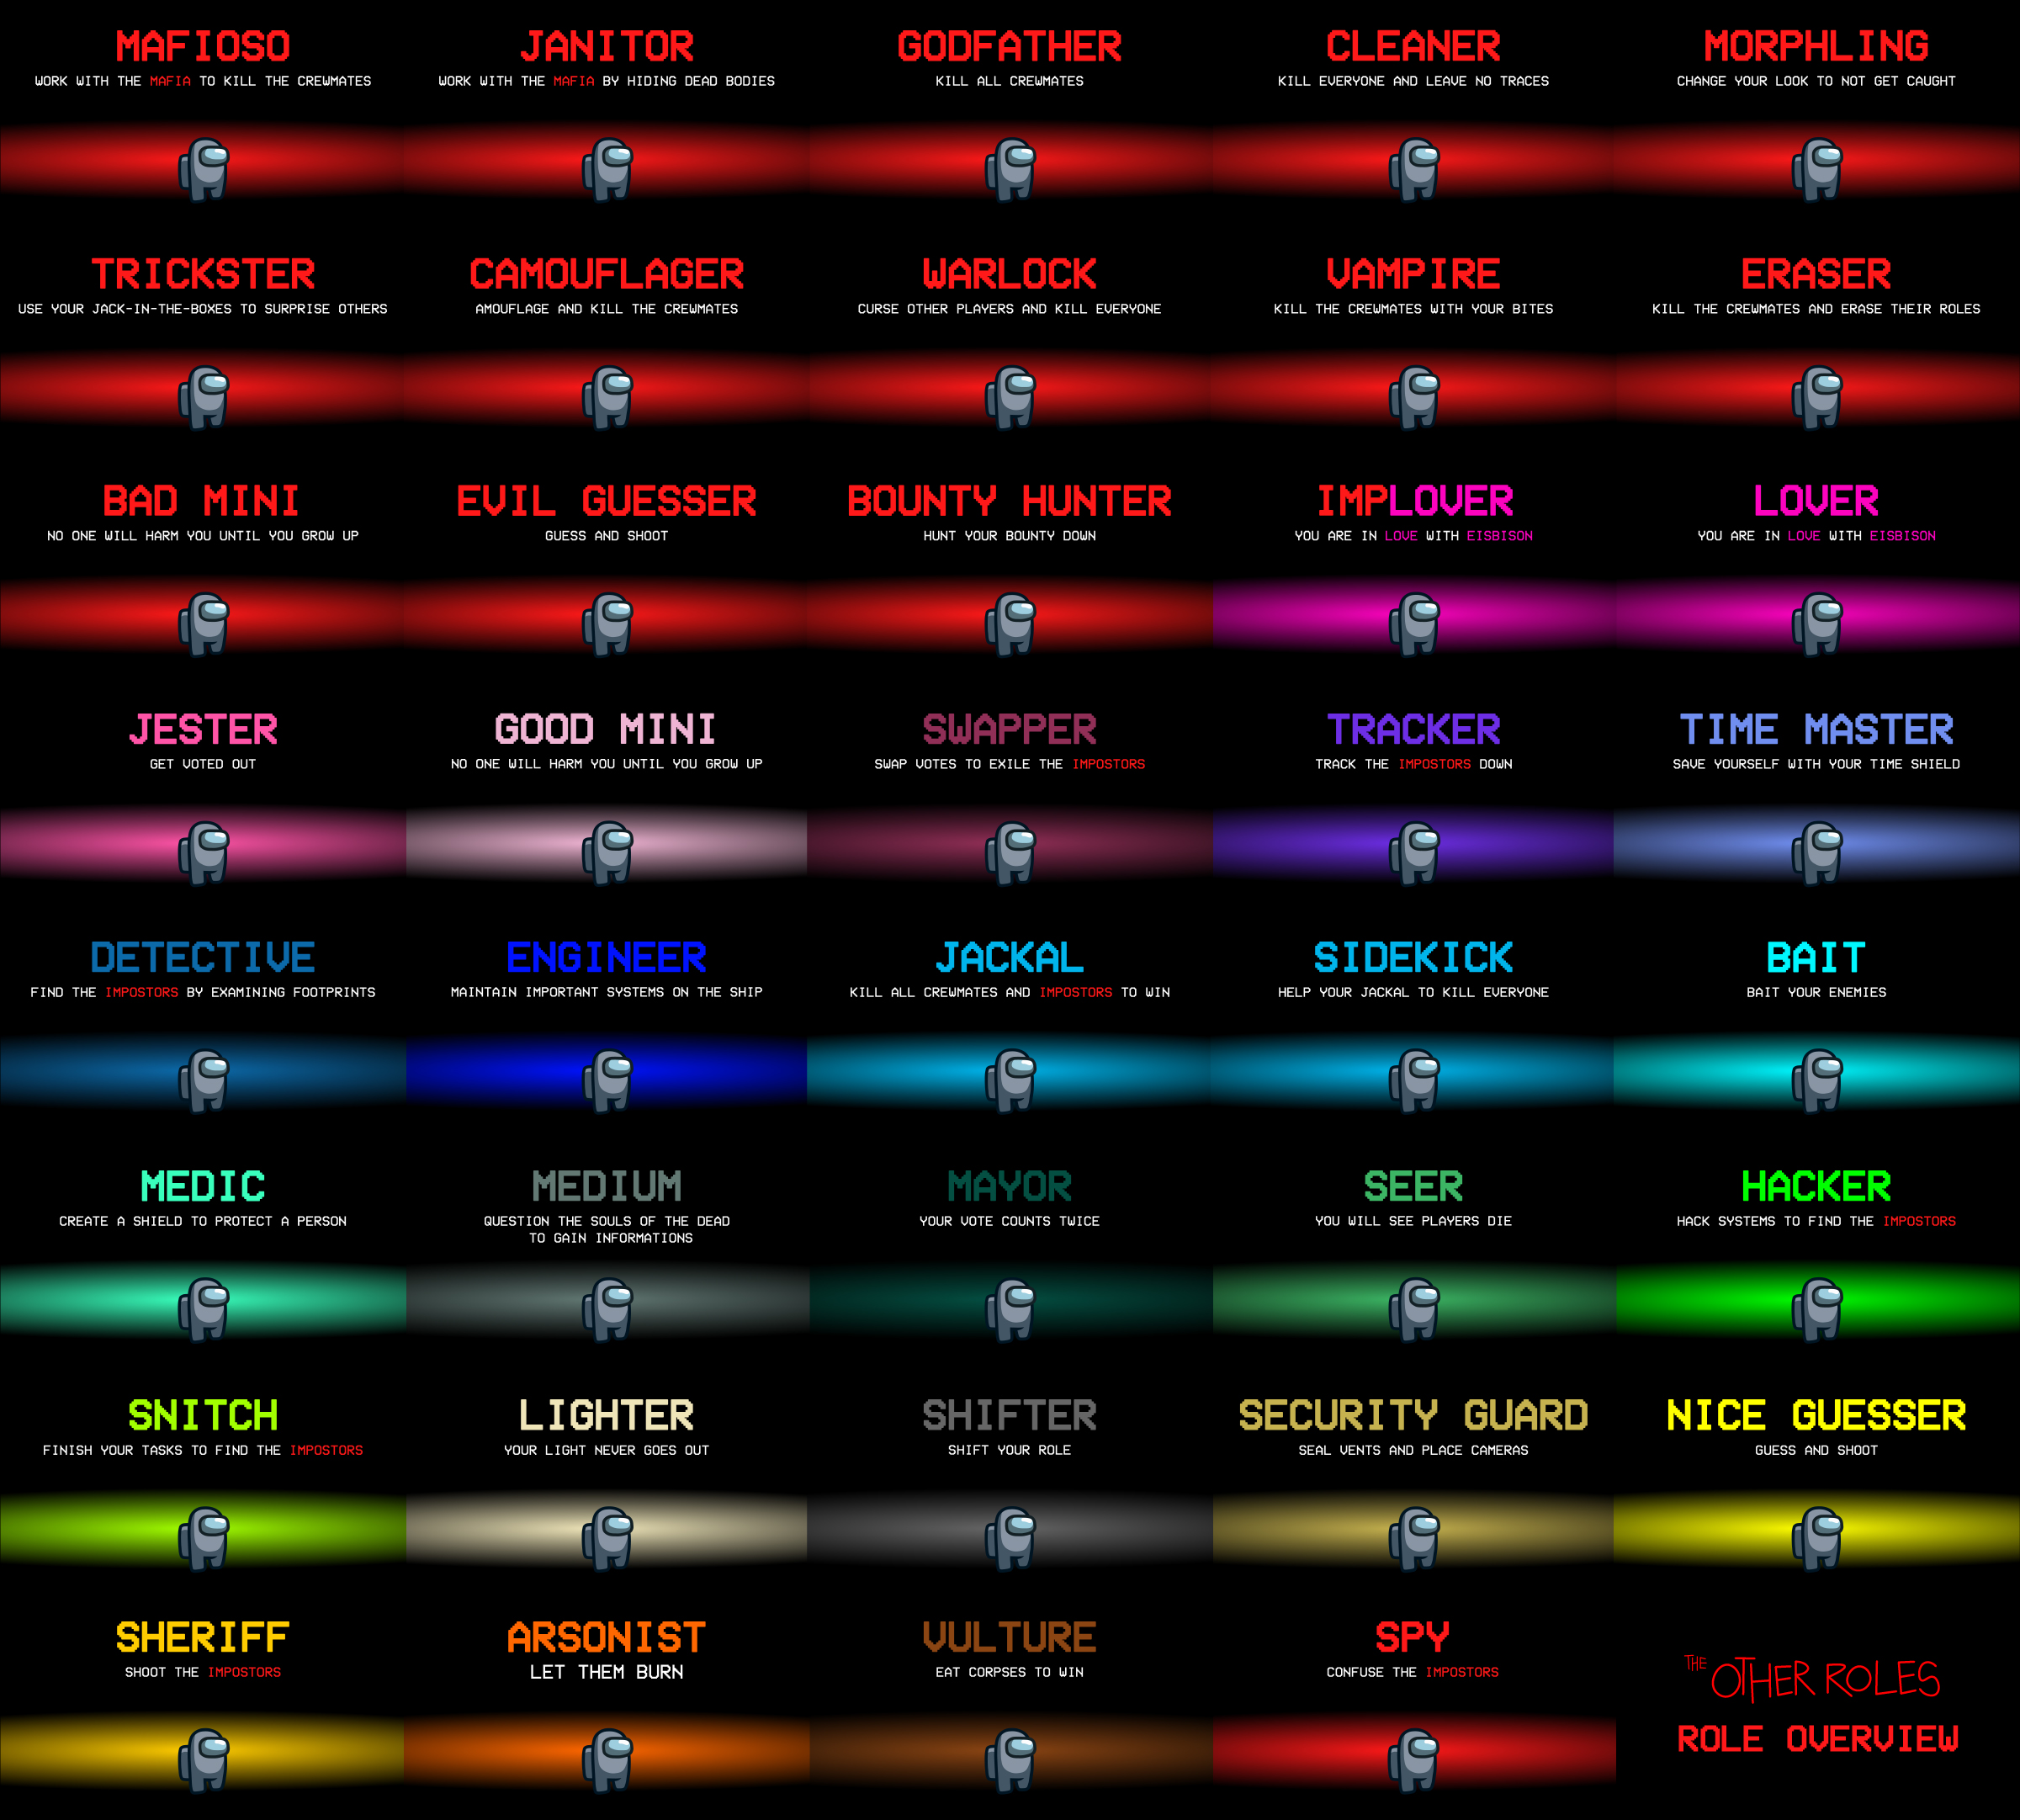 MAFIOSO
WORK WITH THE MAFIA TO KILL THE CREWMATES
JANITOR
WORK WITH THE MAFIA BY HIDING DEAD BODIES
GODFATHER
KILL ALL CREWMATES
CLEANER
KILL EVERYONE AND LEAVE NO TRACES
MORPHLING
CHANGE YOUR LOOK TO NOT GET CAUGHT
TRICKSTER
USE YOUR JACK-IN-THE-BOXES TO SURPRISE OTHERS
CAMOUFLAGER
AMOUFLAGE AND KILL THE CREWMATES
WARLOCK
CURSE OTHER PLAYERS AND KILL EVERYONE
VAMPIRE
KILL THE CREWMATES WITH YOUR BITES
ERASER
KILL THE CREWMATES AND ERASE THEIR ROLES
BAD MINI
NO ONE WILL HARM YOU UNTIL YOU GROW UP
EVIL GUESSER
GUESS AND SHOOT
BOUNTY HUNTER
HUNT YOUR BOUNTY DOWN
IMPLOVER
YOU ARE IN LOVE WITH EISBISON
LOVER
YOU ARE IN LOVE WITH EISBISON
JESTER
GET VOTED OUT
GOOD MINI
NO ONE WILL HARM YOU UNTIL YOU GROW UP
SWAPPER
SWAP VOTES TO EXILE THE IMPOSTORS
TRACKER
TRACK THE IMPOSTORS DOWN
TIME MASTER
SAVE YOURSELF WITH YOUR TIME SHIELD
DETECTIVE
FIND THE IMPOSTORS BY EXAMINING FOOTPRINTS
ENGINEER
MAINTAIN IMPORTANT SYSTEMS ON THE SHIP
JACKAL
KILL ALL CREWMATES AND IMPOSTORS TO WIN
SIDEKICK
HELP YOUR JACKAL TO KILL EVERYONE
BAIT
BAIT YOUR ENEMIES
MEDIC
CREATE A SHIELD TO PROTECT A PERSON
MEDIUM
QUESTION THE SOULS OF THE DEAD
TO GAIN INFORMATIONS
MAYOR
YOUR VOTE COUNTS TWICE
SEER
YOU WILL SEE PLAYERS DIE
HACKER
HACK SYSTEMS TO FIND THE IMPOSTORS
SNITCH
FINISH YOUR TASKS TO FIND THE IMPOSTORS
LIGHTER
YOUR LIGHT NEVER GOES OUT
SHIFTER
SHIFT YOUR ROLE
SECURITY GUARD
SEAL VENTS AND PLACE CAMERAS
NICE GUESSER
GUESS AND SHOOT
SHERIFF
SHOOT THE IMPOSTORS
ARSONIST
LET THEM BURN
VULTURE
EAT CORPSES TO WIN
SPY
CONFUSE THE IMPOSTORS
THE OTHER ROLES
ROLE OVERVIEW